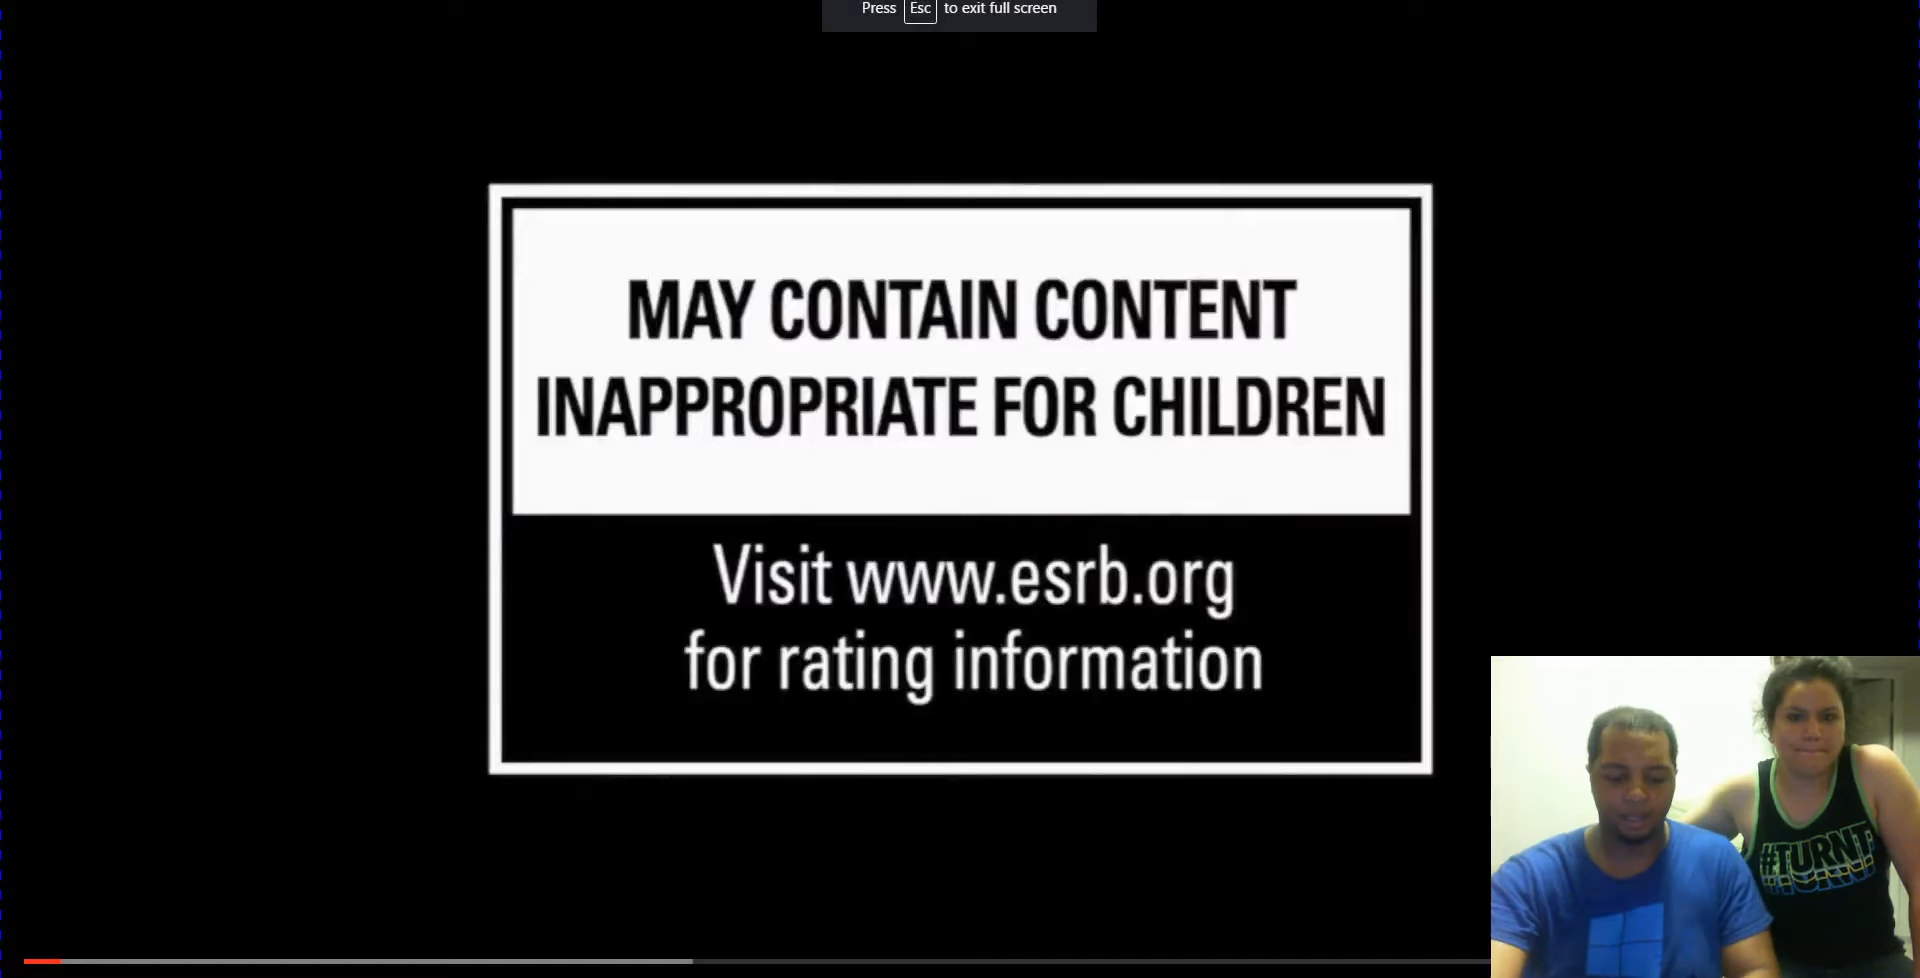 Press Esc to exit full screen
MAY CONTAIN CONTENT
INAPPROPRIATE FOR CHILDREN
Visit www.esrb.org
for rating information
#TURNT